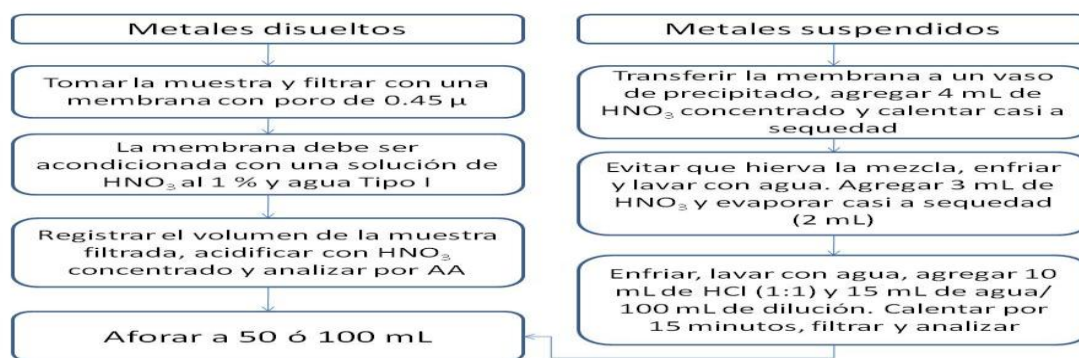 Metales disueltos
Tomar la muestra y filtrar con una
membrana con poro de 0.45 µ
La membrana debe ser
acondicionada con una solución de
HNO₃ al 1 % y agua Tipo I
Registrar el volumen de la muestra
filtrada, acidificar con HNO₃
concentrado y analizar por AA
Aforar a 50 ó 100 mL
Metales suspendidos
Transferir la membrana a un vaso
de precipitado, agregar 4 mL de
HNO₃ concentrado y calentar casi a
sequedad
Evitar que hierva la mezcla, enfriar
y lavar con agua. Agregar 3 mL de
HNO₃ y evaporar casi a sequedad
(2 mL)
Enfriar, lavar con agua, agregar 10
mL de HCl (1:1) y 15 mL de agua/
100 mL de dilución. Calentar por
15 minutos, filtrar y analizar